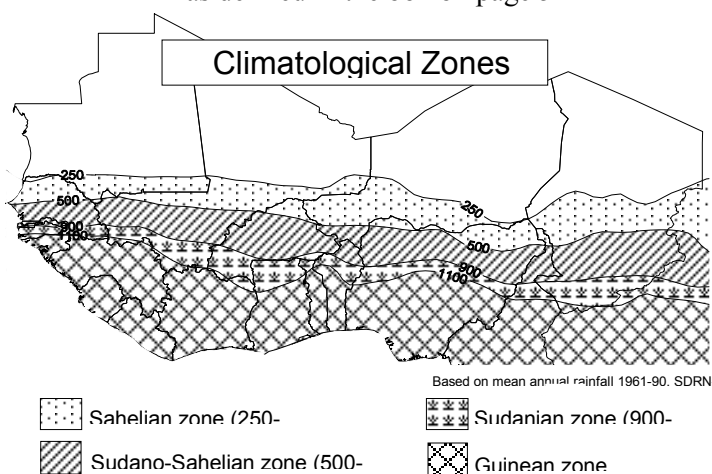 Climatological Zones
250
500
900
1100
250
500
900
1100
Based on mean annual rainfall 1961-90. SDRN
Sahelian zone (250-
Sudanian zone (900-
Sudano-Sahelian zone (500-
Guinean zone